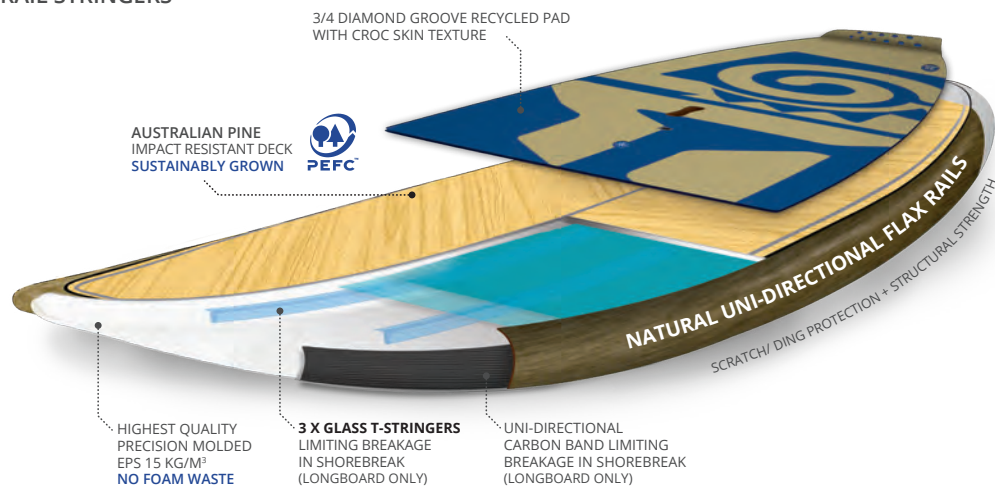 3/4 DIAMOND GROOVE RECYCLED PAD
WITH CROC SKIN TEXTURE
AUSTRALIAN PINE
IMPACT RESISTANT DECK
SUSTAINABLY GROWN
PEFC™
NATURAL UNI-DIRECTIONAL FLAX RAILS
SCRATCH/ DING PROTECTION + STRUCTURAL STRENGTH
HIGHEST QUALITY
PRECISION MOLDED
EPS 15 KG/M³
NO FOAM WASTE
3 X GLASS T-STRINGERS
LIMITING BREAKAGE
IN SHOREBREAK
(LONGBOARD ONLY)
UNI-DIRECTIONAL
CARBON BAND LIMITING
BREAKAGE IN SHOREBREAK
(LONGBOARD ONLY)